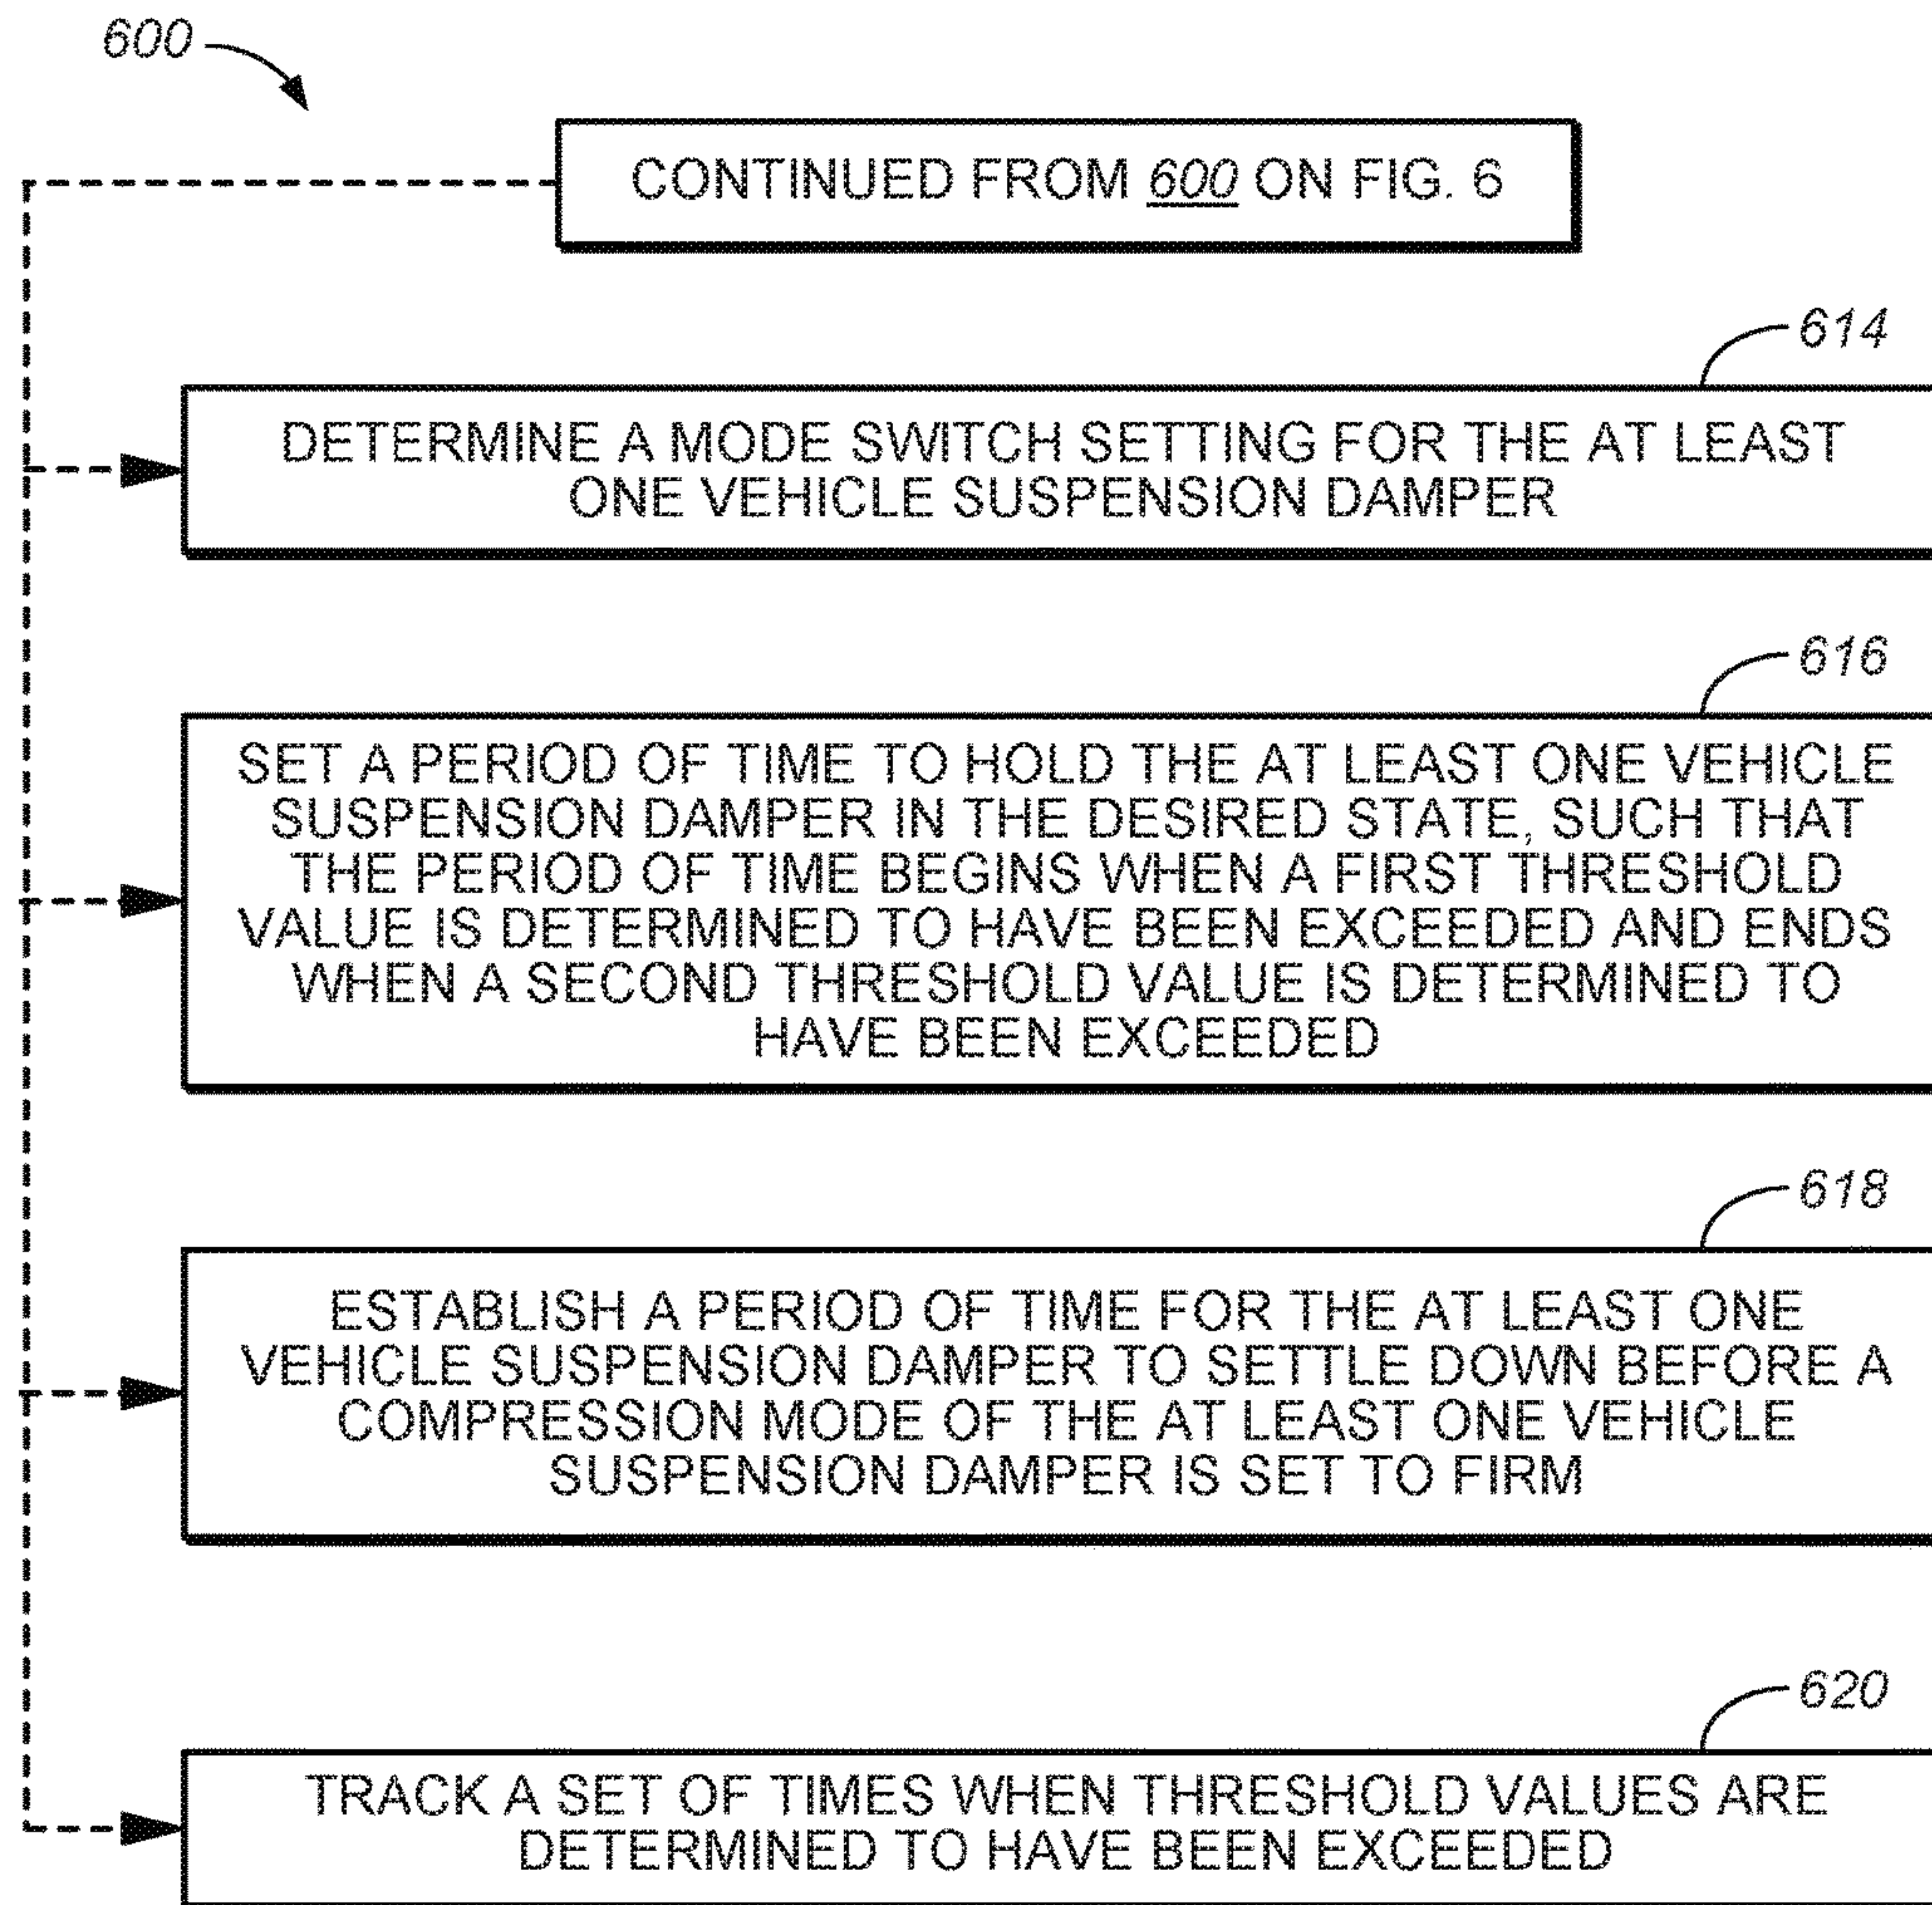 600
CONTINUED FROM 600 ON FIG. 6
614
DETERMINE A MODE SWITCH SETTING FOR THE AT LEAST
ONE VEHICLE SUSPENSION DAMPER
616
SET A PERIOD OF TIME TO HOLD THE AT LEAST ONE VEHICLE
SUSPENSION DAMPER IN THE DESIRED STATE, SUCH THAT
THE PERIOD OF TIME BEGINS WHEN A FIRST THRESHOLD
VALUE IS DETERMINED TO HAVE BEEN EXCEEDED AND ENDS
WHEN A SECOND THRESHOLD VALUE IS DETERMINED TO
HAVE BEEN EXCEEDED
618
ESTABLISH A PERIOD OF TIME FOR THE AT LEAST ONE
VEHICLE SUSPENSION DAMPER TO SETTLE DOWN BEFORE A
COMPRESSION MODE OF THE AT LEAST ONE VEHICLE
SUSPENSION DAMPER IS SET TO FIRM
620
TRACK A SET OF TIMES WHEN THRESHOLD VALUES ARE
DETERMINED TO HAVE BEEN EXCEEDED